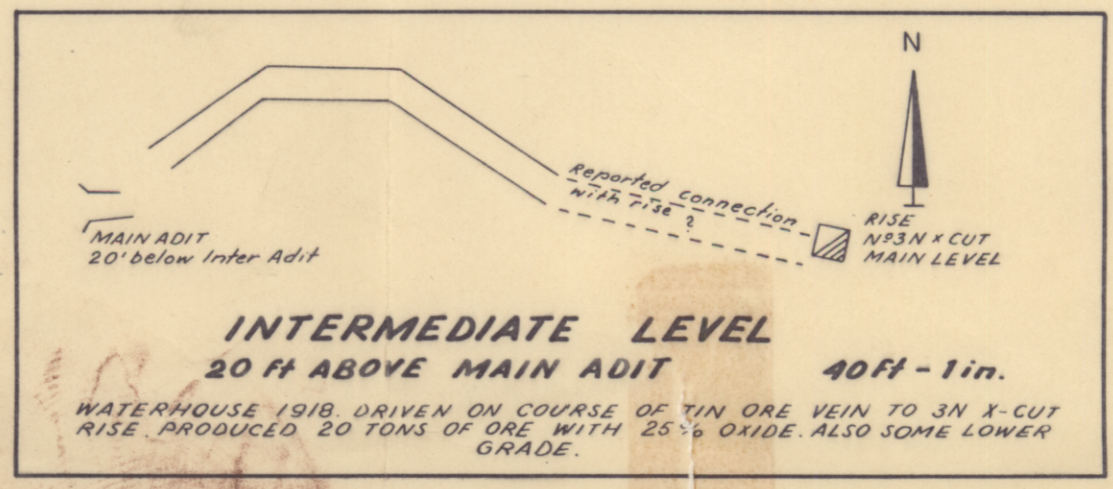 N
Reported connection
with rise ?
RISE
Nº3N x CUT
MAIN LEVEL
MAIN ADIT
20' below Inter Adit
INTERMEDIATE LEVEL
20 ft ABOVE MAIN ADIT 40 Ft - 1 in.
WATERHOUSE 1918. DRIVEN ON COURSE OF TIN ORE VEIN TO 3N X-CUT
RISE PRODUCED 20 TONS OF ORE WITH 25% OXIDE. ALSO SOME LOWER
GRADE.